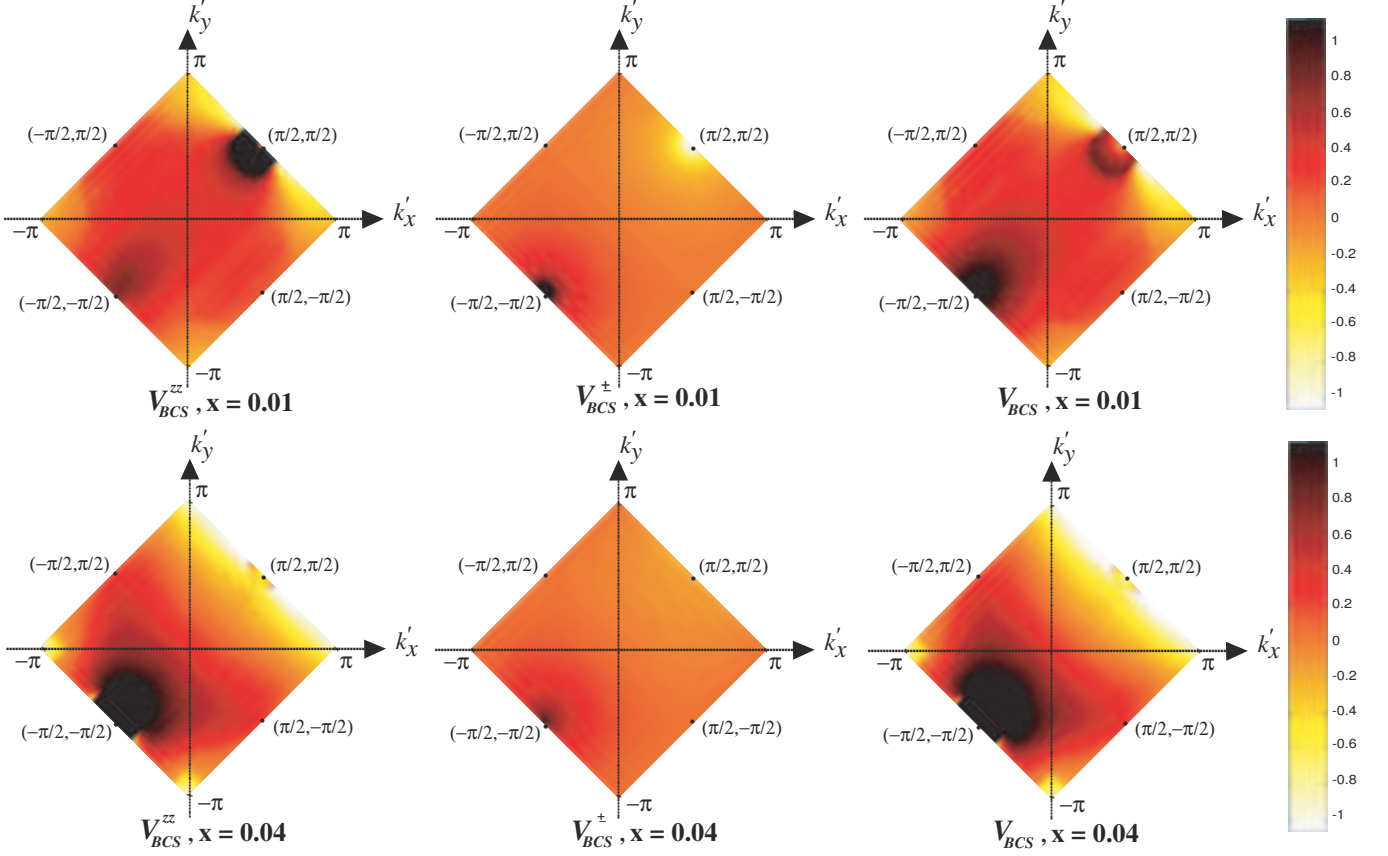 k′y k′y k′y
π π π
(−π/2,π/2) (π/2,π/2) (−π/2,π/2) (π/2,π/2) (−π/2,π/2) (π/2,π/2)
−π π k′x −π π k′x −π π k′x
(−π/2,−π/2) (π/2,−π/2) (−π/2,−π/2) (π/2,−π/2) (−π/2,−π/2) (π/2,−π/2)
−π −π −π
V^zz_BCS , x = 0.01 V^±_BCS , x = 0.01 V_BCS , x = 0.01
1
0.8
0.6
0.4
0.2
0
-0.2
-0.4
-0.6
-0.8
-1
k′y k′y k′y
π π π
(−π/2,π/2) (π/2,π/2) (−π/2,π/2) (π/2,π/2) (−π/2,π/2) (π/2,π/2)
−π π k′x −π π k′x −π π k′x
(−π/2,−π/2) (π/2,−π/2) (−π/2,−π/2) (π/2,−π/2) (−π/2,−π/2) (π/2,−π/2)
−π −π −π
V^zz_BCS , x = 0.04 V^±_BCS , x = 0.04 V_BCS , x = 0.04
1
0.8
0.6
0.4
0.2
0
-0.2
-0.4
-0.6
-0.8
-1